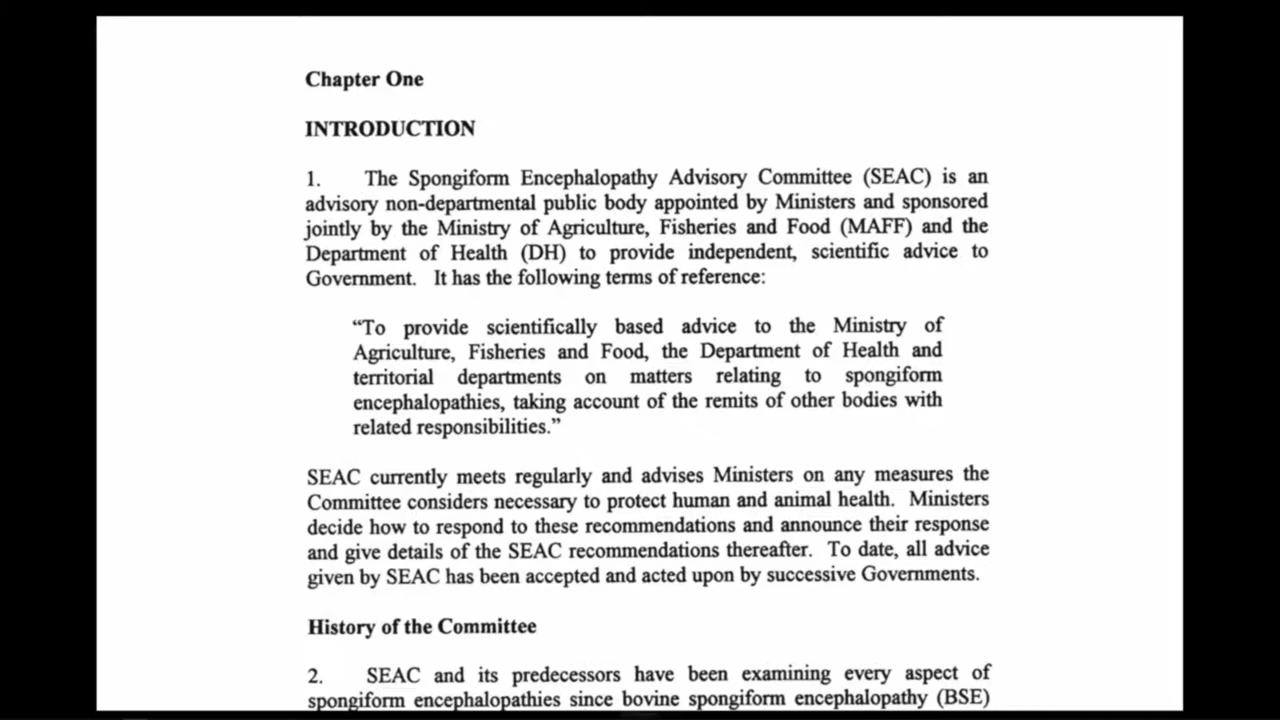 Chapter One
INTRODUCTION
1. The Spongiform Encephalopathy Advisory Committee (SEAC) is an
advisory non-departmental public body appointed by Ministers and sponsored
jointly by the Ministry of Agriculture, Fisheries and Food (MAFF) and the
Department of Health (DH) to provide independent, scientific advice to
Government. It has the following terms of reference:
“To provide scientifically based advice to the Ministry of
Agriculture, Fisheries and Food, the Department of Health and
territorial departments on matters relating to spongiform
encephalopathies, taking account of the remits of other bodies with
related responsibilities.”
SEAC currently meets regularly and advises Ministers on any measures the
Committee considers necessary to protect human and animal health. Ministers
decide how to respond to these recommendations and announce their response
and give details of the SEAC recommendations thereafter. To date, all advice
given by SEAC has been accepted and acted upon by successive Governments.
History of the Committee
2. SEAC and its predecessors have been examining every aspect of
spongiform encephalopathies since bovine spongiform encephalopathy (BSE)